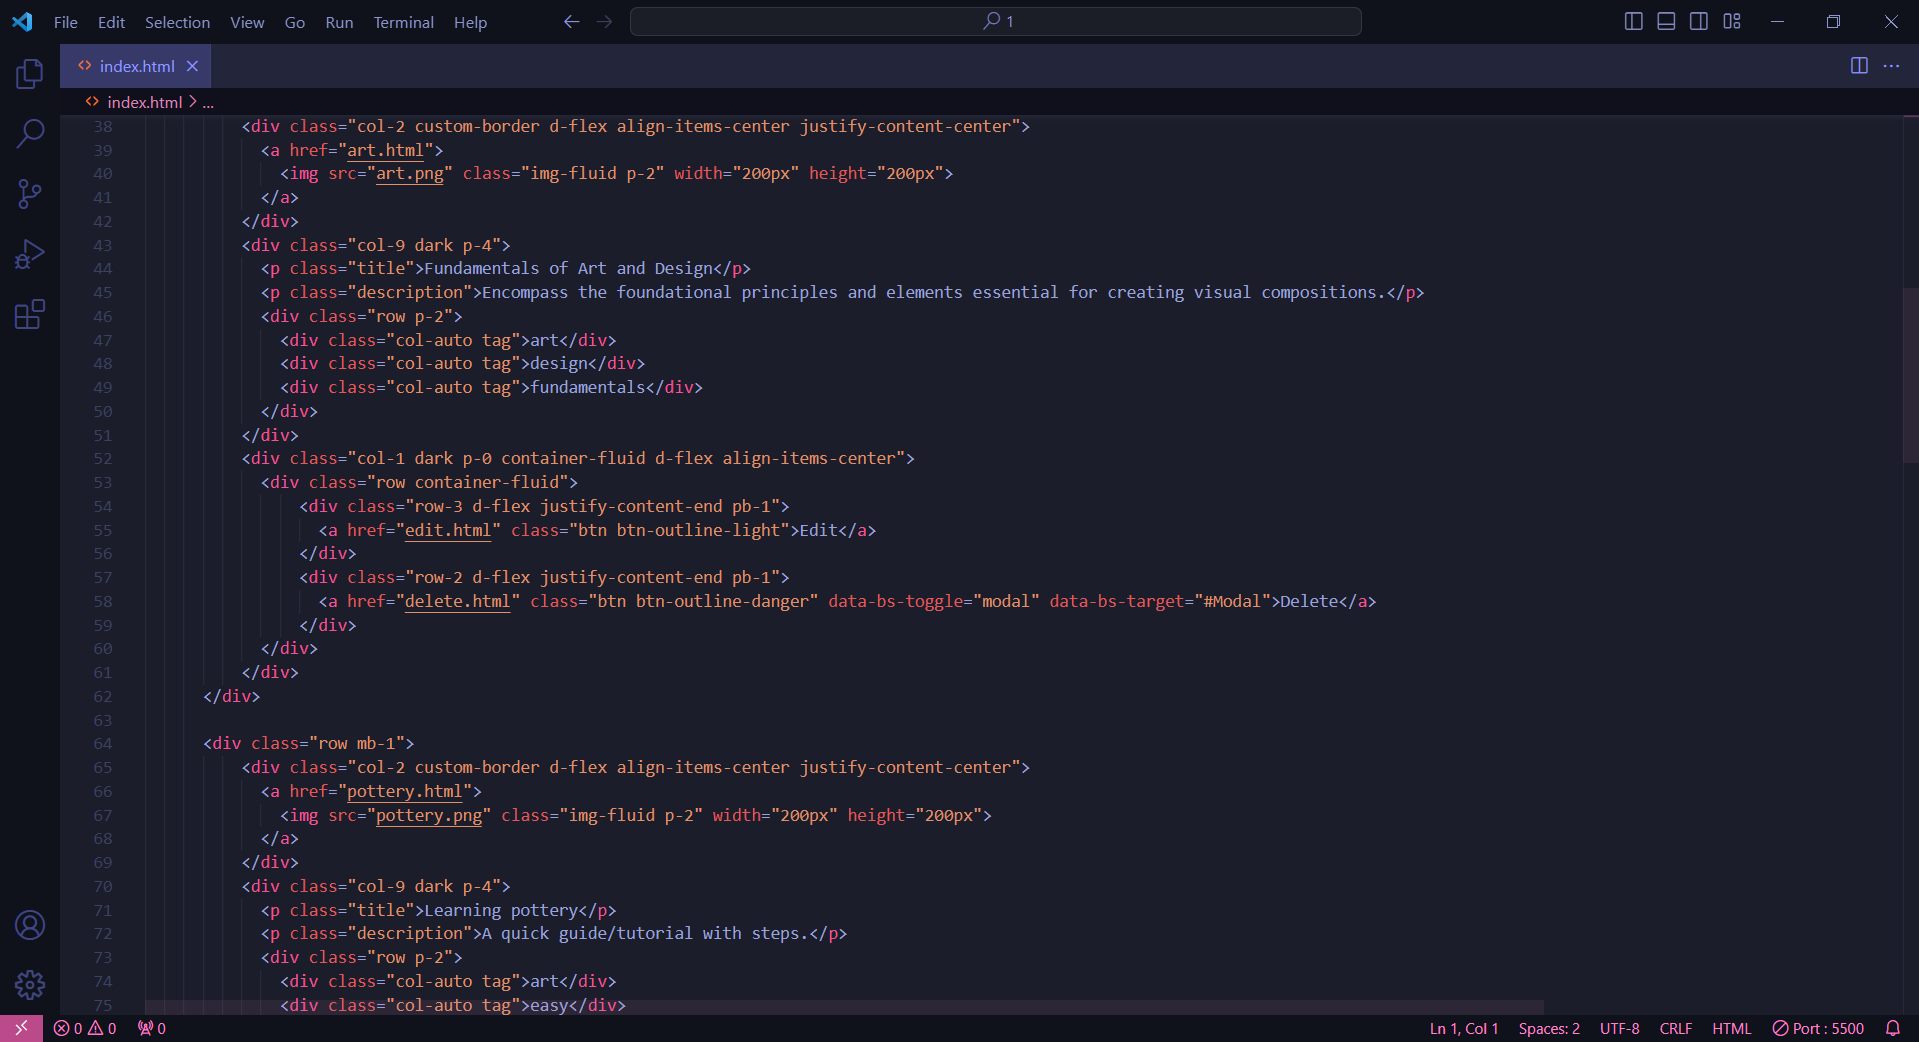 File Edit Selection View Go Run Terminal Help 1
index.html
index.html > ...
38 <div class="col-2 custom-border d-flex align-items-center justify-content-center">
39 <a href="art.html">
40 <img src="art.png" class="img-fluid p-2" width="200px" height="200px">
41 </a>
42 </div>
43 <div class="col-9 dark p-4">
44 <p class="title">Fundamentals of Art and Design</p>
45 <p class="description">Encompass the foundational principles and elements essential for creating visual compositions.</p>
46 <div class="row p-2">
47 <div class="col-auto tag">art</div>
48 <div class="col-auto tag">design</div>
49 <div class="col-auto tag">fundamentals</div>
50 </div>
51 </div>
52 <div class="col-1 dark p-0 container-fluid d-flex align-items-center">
53 <div class="row container-fluid">
54 <div class="row-3 d-flex justify-content-end pb-1">
55 <a href="edit.html" class="btn btn-outline-light">Edit</a>
56 </div>
57 <div class="row-2 d-flex justify-content-end pb-1">
58 <a href="delete.html" class="btn btn-outline-danger" data-bs-toggle="modal" data-bs-target="#Modal">Delete</a>
59 </div>
60 </div>
61 </div>
62 </div>
63
64 <div class="row mb-1">
65 <div class="col-2 custom-border d-flex align-items-center justify-content-center">
66 <a href="pottery.html">
67 <img src="pottery.png" class="img-fluid p-2" width="200px" height="200px">
68 </a>
69 </div>
70 <div class="col-9 dark p-4">
71 <p class="title">Learning pottery</p>
72 <p class="description">A quick guide/tutorial with steps.</p>
73 <div class="row p-2">
74 <div class="col-auto tag">art</div>
75 <div class="col-auto tag">easy</div>
0 0 0 Ln 1, Col 1 Spaces: 2 UTF-8 CRLF HTML Port : 5500